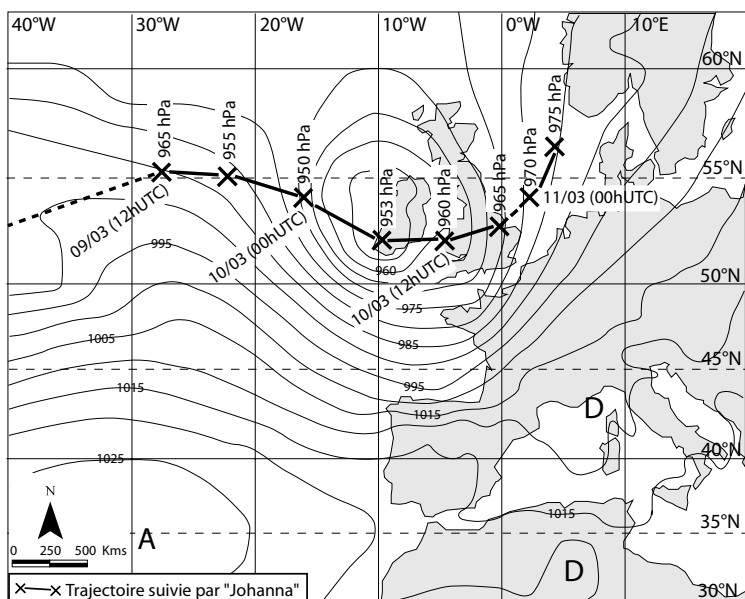 40°W 30°W 20°W 10°W 0°W 10°E
60°N
965 hPa
955 hPa
950 hPa
953 hPa
960 hPa
965 hPa
970 hPa
975 hPa
55°N
09/03 (12hUTC)
10/03 (00hUTC)
10/03 (12hUTC)
11/03 (00hUTC)
995
960
50°N
975
1005
985
45°N
1015
995
1015
D
1025
40°N
N
1015
0 250 500 Kms
A
35°N
D
Trajectoire suivie par "Johanna"
30°N